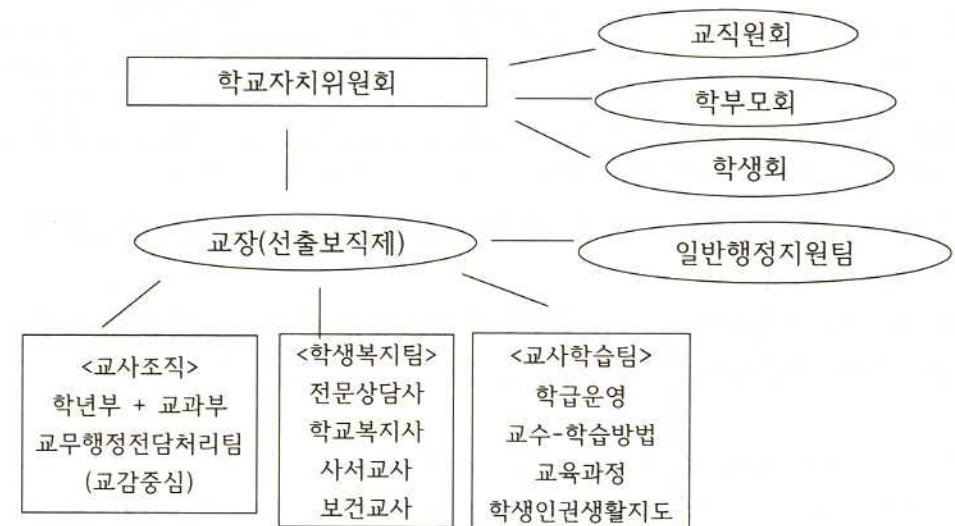 교직원회
학교자치위원회
학부모회
학생회
교장(선출보직제)
일반행정지원팀
<교사조직>
학년부 + 교과부
교무행정전담처리팀
(교감중심)
<학생복지팀>
전문상담사
학교복지사
사서교사
보건교사
<교사학습팀>
학급운영
교수-학습방법
교육과정
학생인권생활지도